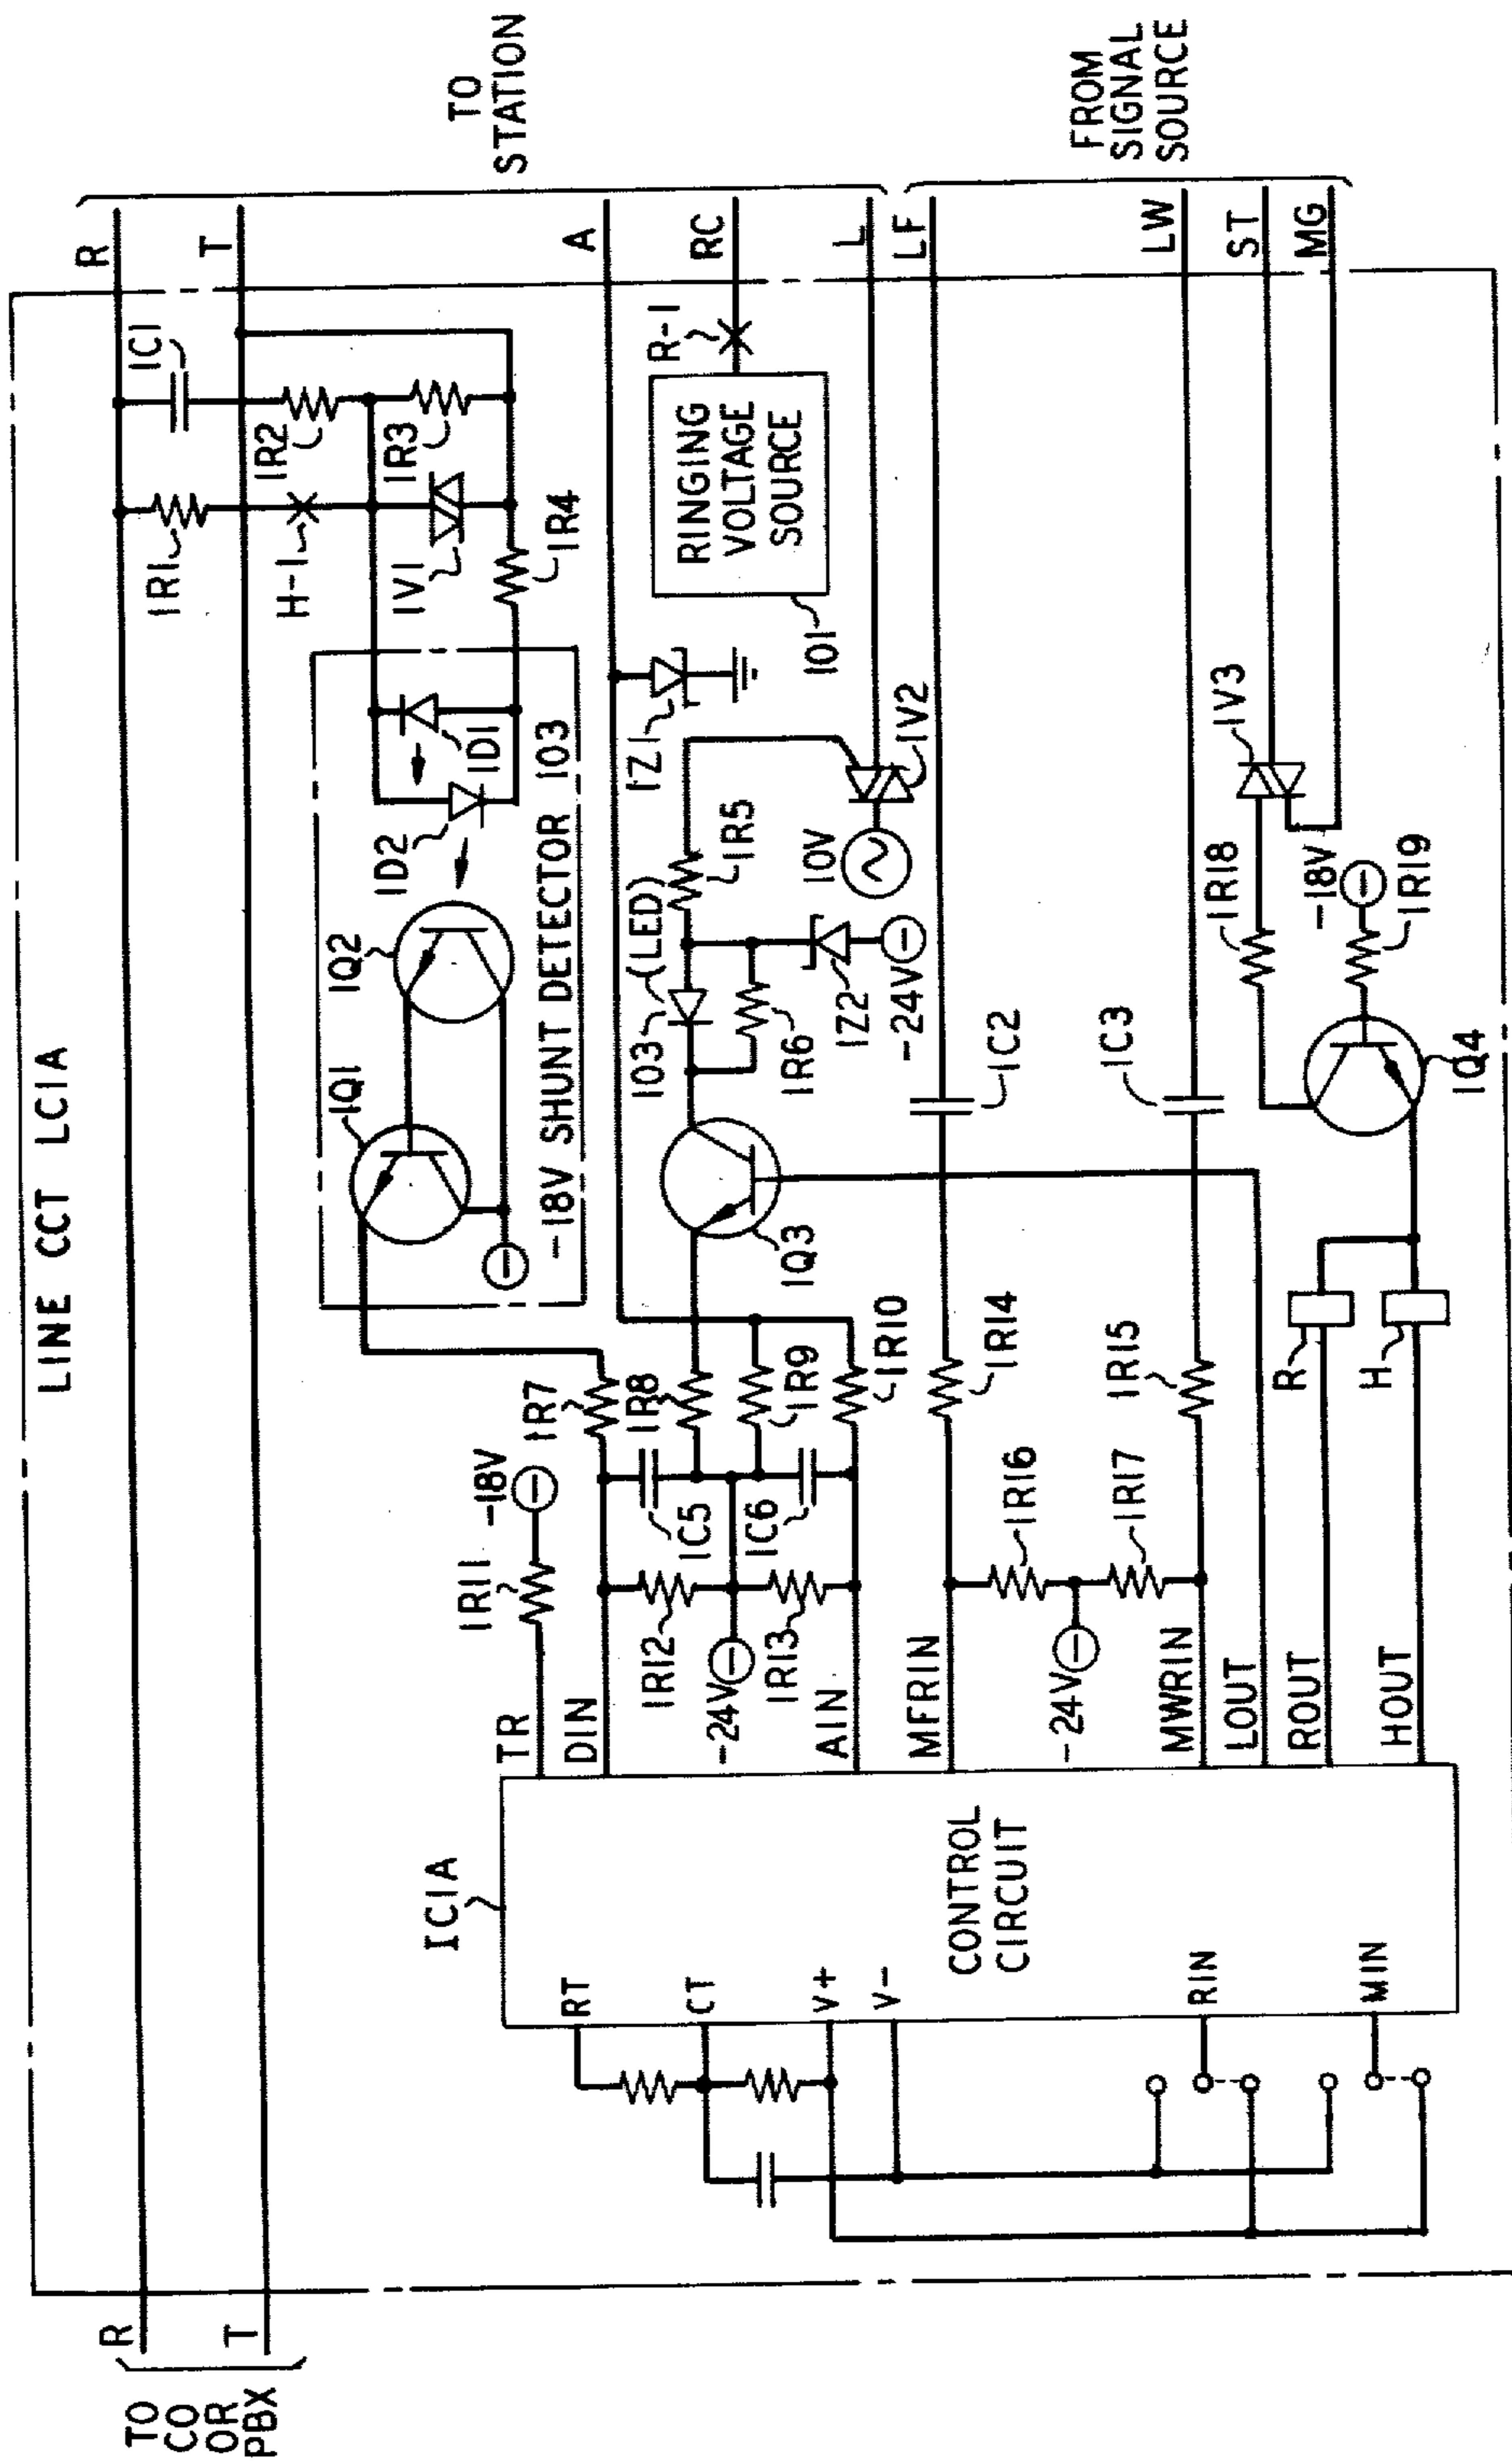 LINE CCT LC1A
TO
CO
OR
PBX
R
T
R
T
TO
STATION
A
RC
L
LF
LW
ST
MG
FROM
SIGNAL
SOURCE
1C1
1R1
1R2
H-1
1R3
1V1
1R4
1Q1
1Q2
1D2
1D1
-18V SHUNT DETECTOR 103
R-1
RINGING
VOLTAGE
SOURCE
101
1Z1
103
(LED)
1R5
10V
1V2
1R6
1Z2
-24V
1Q3
1R11
-18V
1R7
1R8
1R9
1R10
1C5
1C6
1R12
-24V
1R13
1C2
1C3
1R14
1R15
1R16
1R17
-24V
1V3
1R18
-18V
1R19
1Q4
R
H
IC1A
TR
DIN
AIN
MFRIN
MWRIN
LOUT
ROUT
HOUT
RT
CT
V+
V-
RIN
MIN
CONTROL
CIRCUIT